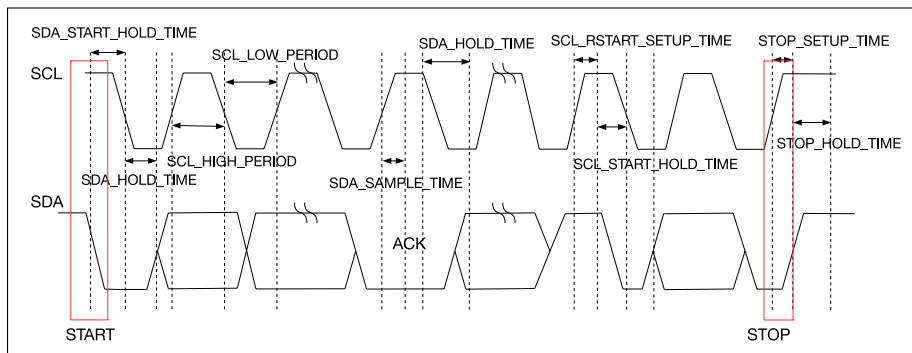 SDA_START_HOLD_TIME
SCL_LOW_PERIOD
SDA_HOLD_TIME
SCL_RSTART_SETUP_TIME
STOP_SETUP_TIME
SCL
SDA_HOLD_TIME
SCL_HIGH_PERIOD
SDA_SAMPLE_TIME
SCL_START_HOLD_TIME
STOP_HOLD_TIME
SDA
ACK
START
STOP